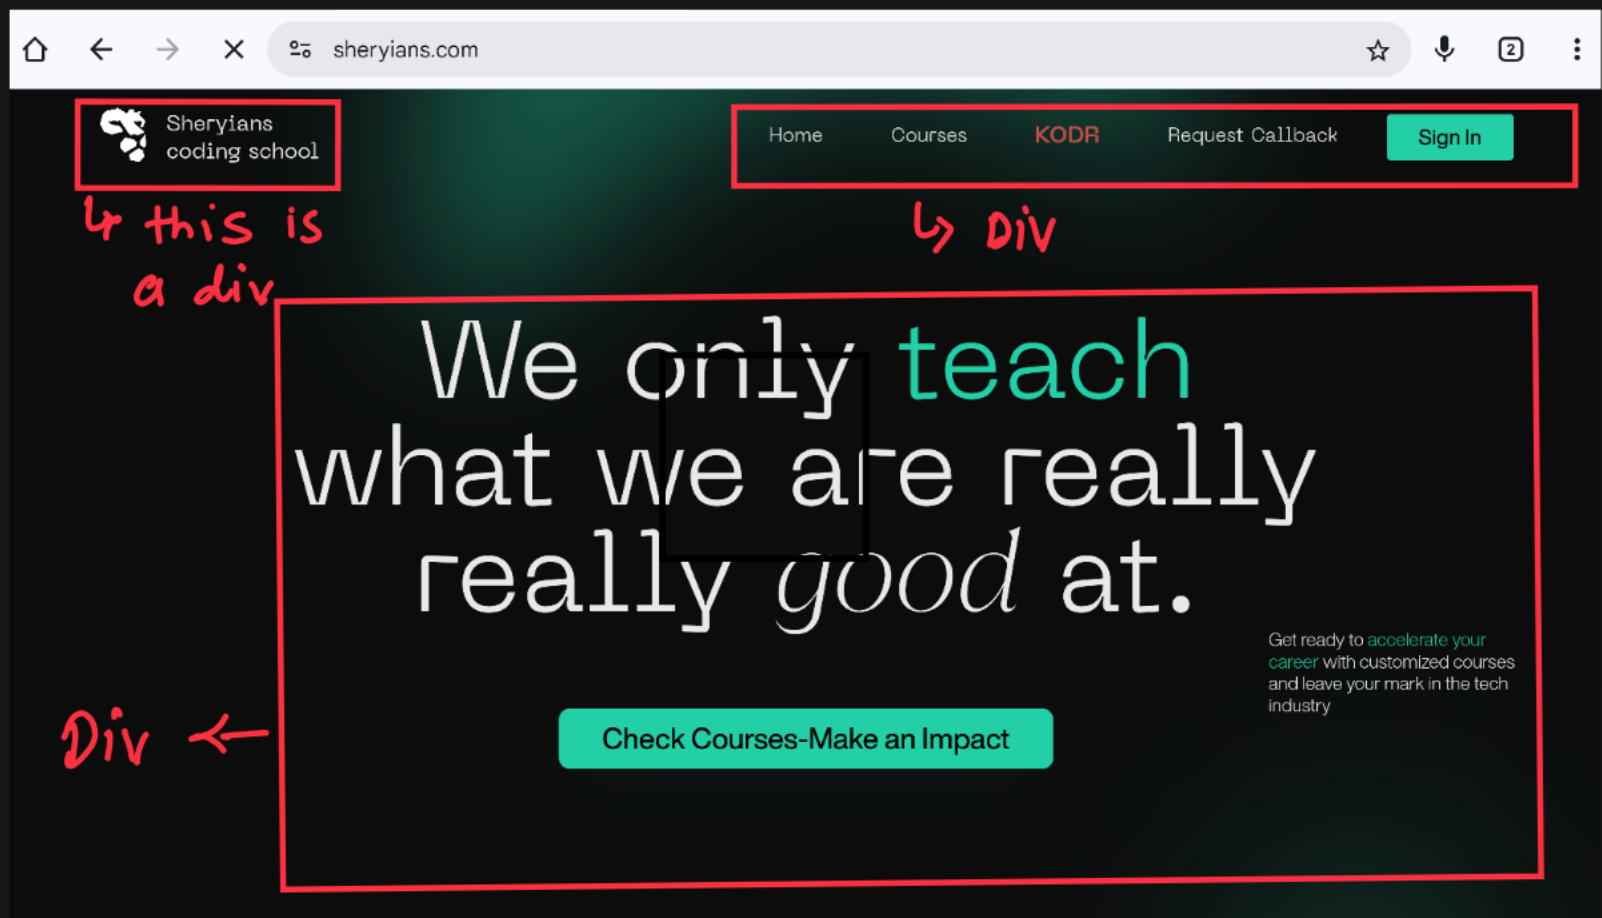 sheryians.com
2
Sheryians
coding school
Home Courses KODR Request Callback Sign In
↳ this is
a div
↳ DiV
We only teach
what we are really
really good at.
Get ready to accelerate your
career with customized courses
and leave your mark in the tech
industry
Div ←
Check Courses-Make an Impact